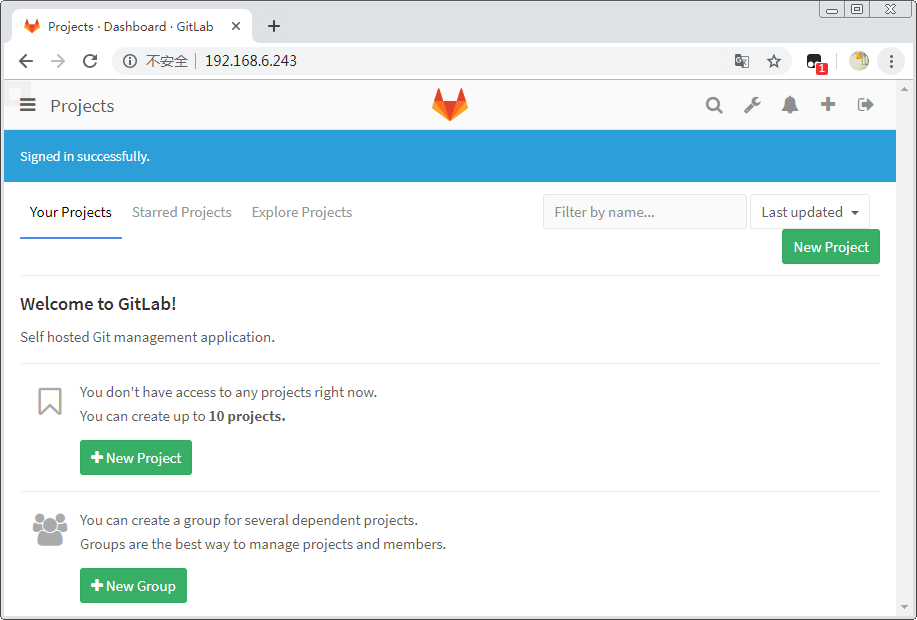 Projects · Dashboard · GitLab
不安全 192.168.6.243
1
Projects
Signed in successfully.
Your Projects Starred Projects Explore Projects Filter by name... Last updated
New Project
Welcome to GitLab!
Self hosted Git management application.
You don't have access to any projects right now.
You can create up to 10 projects.
New Project
You can create a group for several dependent projects.
Groups are the best way to manage projects and members.
New Group